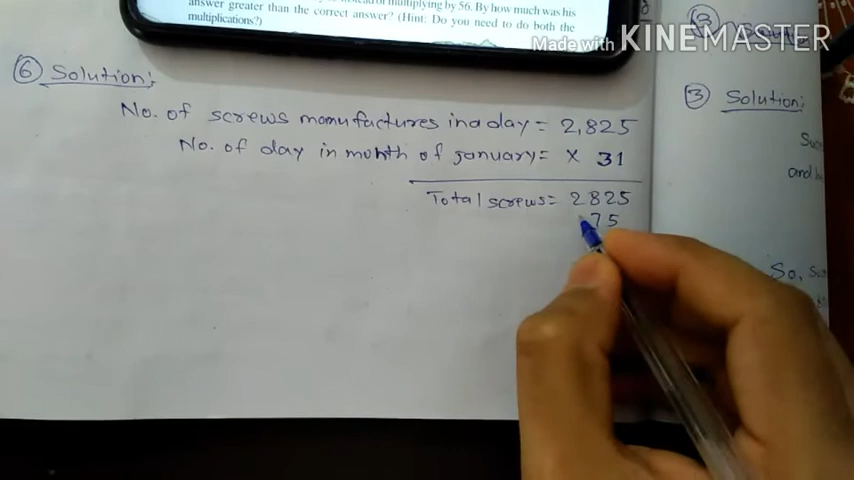 answer greater than the correct answer? (Hint: Do you need to do both the
multiplications?)
Made with KINEMASTER
6 Solution:
No. of screws manufactures in a day = 2,825
No. of day in month of january = × 31
Total screws = 2825
75
3 Solution:
and
So,